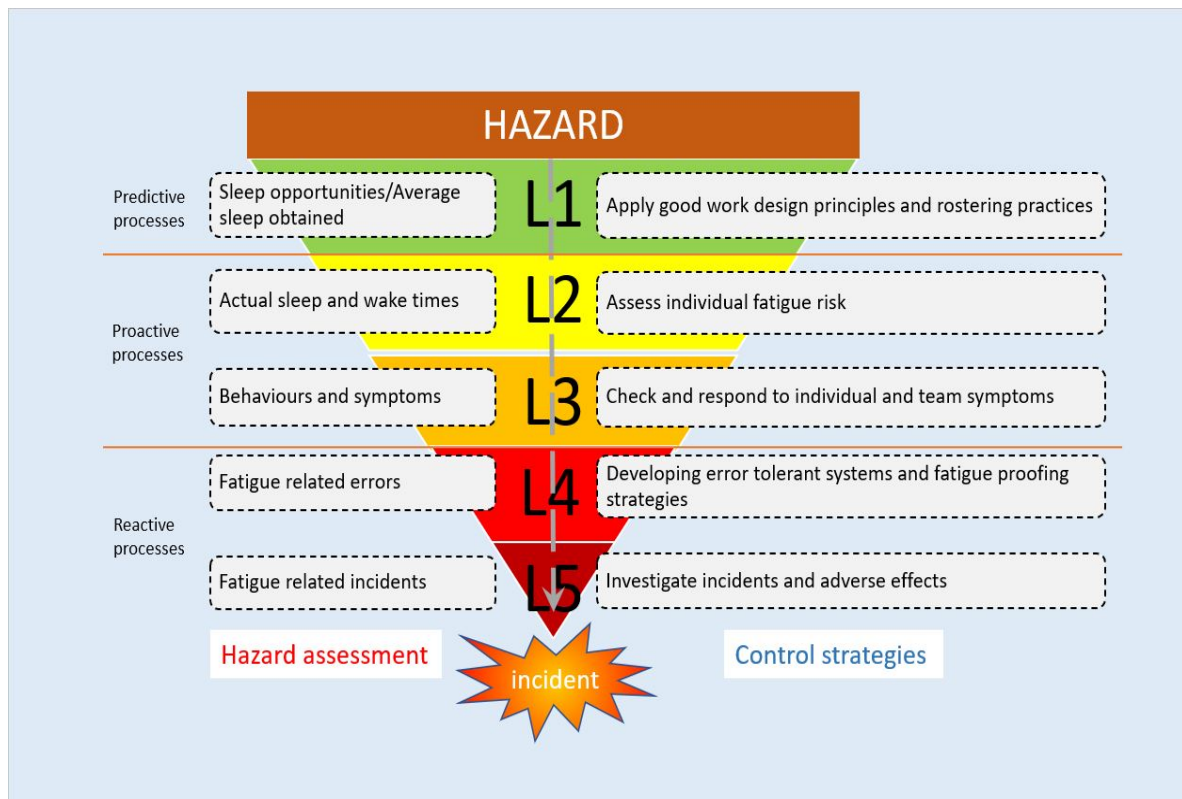 HAZARD
Predictive
processes
Sleep opportunities/Average
sleep obtained
L1
Apply good work design principles and rostering practices
Proactive
processes
Actual sleep and wake times
L2
Assess individual fatigue risk
Behaviours and symptoms
L3
Check and respond to individual and team symptoms
Reactive
processes
Fatigue related errors
L4
Developing error tolerant systems and fatigue proofing
strategies
Fatigue related incidents
L5
Investigate incidents and adverse effects
Hazard assessment
incident
Control strategies